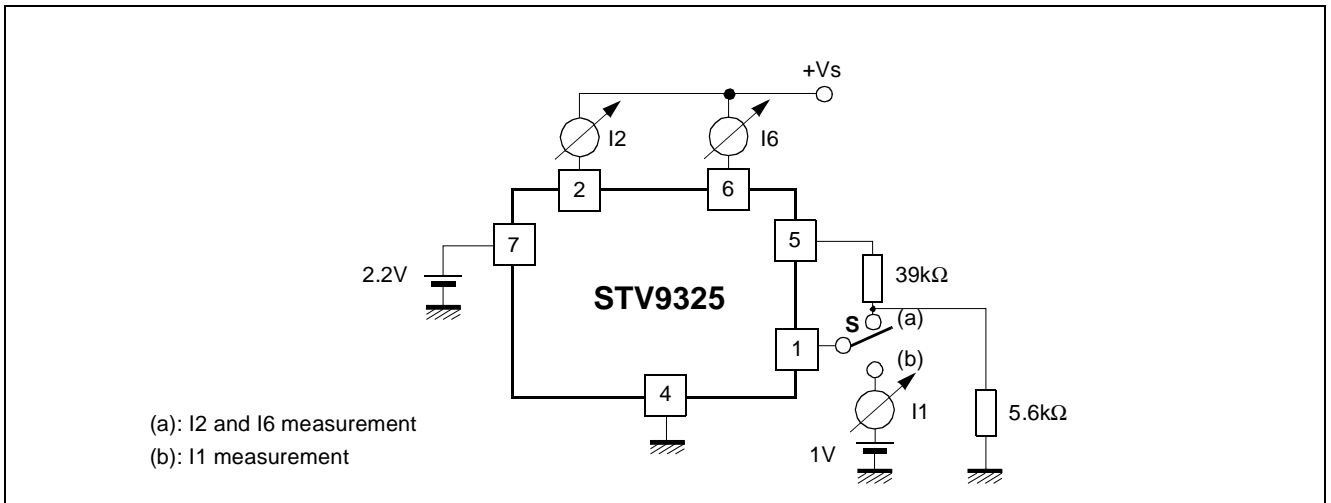 +Vs
I2
I6
2
6
7
5
2.2V
39kΩ
STV9325
S
(a)
1
(b)
4
I1
5.6kΩ
(a): I2 and I6 measurement
(b): I1 measurement
1V